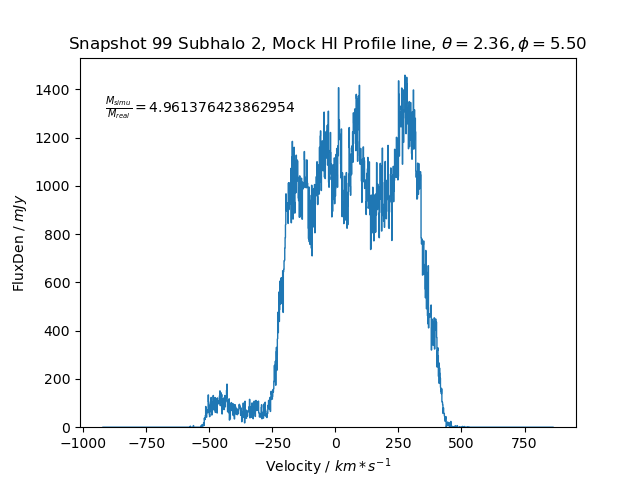 Snapshot 99 Subhalo 2, Mock HI Profile line, θ = 2.36, ϕ = 5.50
M_simu/M_real = 4.961376423862954
1400
1200
1000
800
600
400
200
0
FluxDen / mJy
−1000 −750 −500 −250 0 250 500 750
Velocity / km * s⁻¹